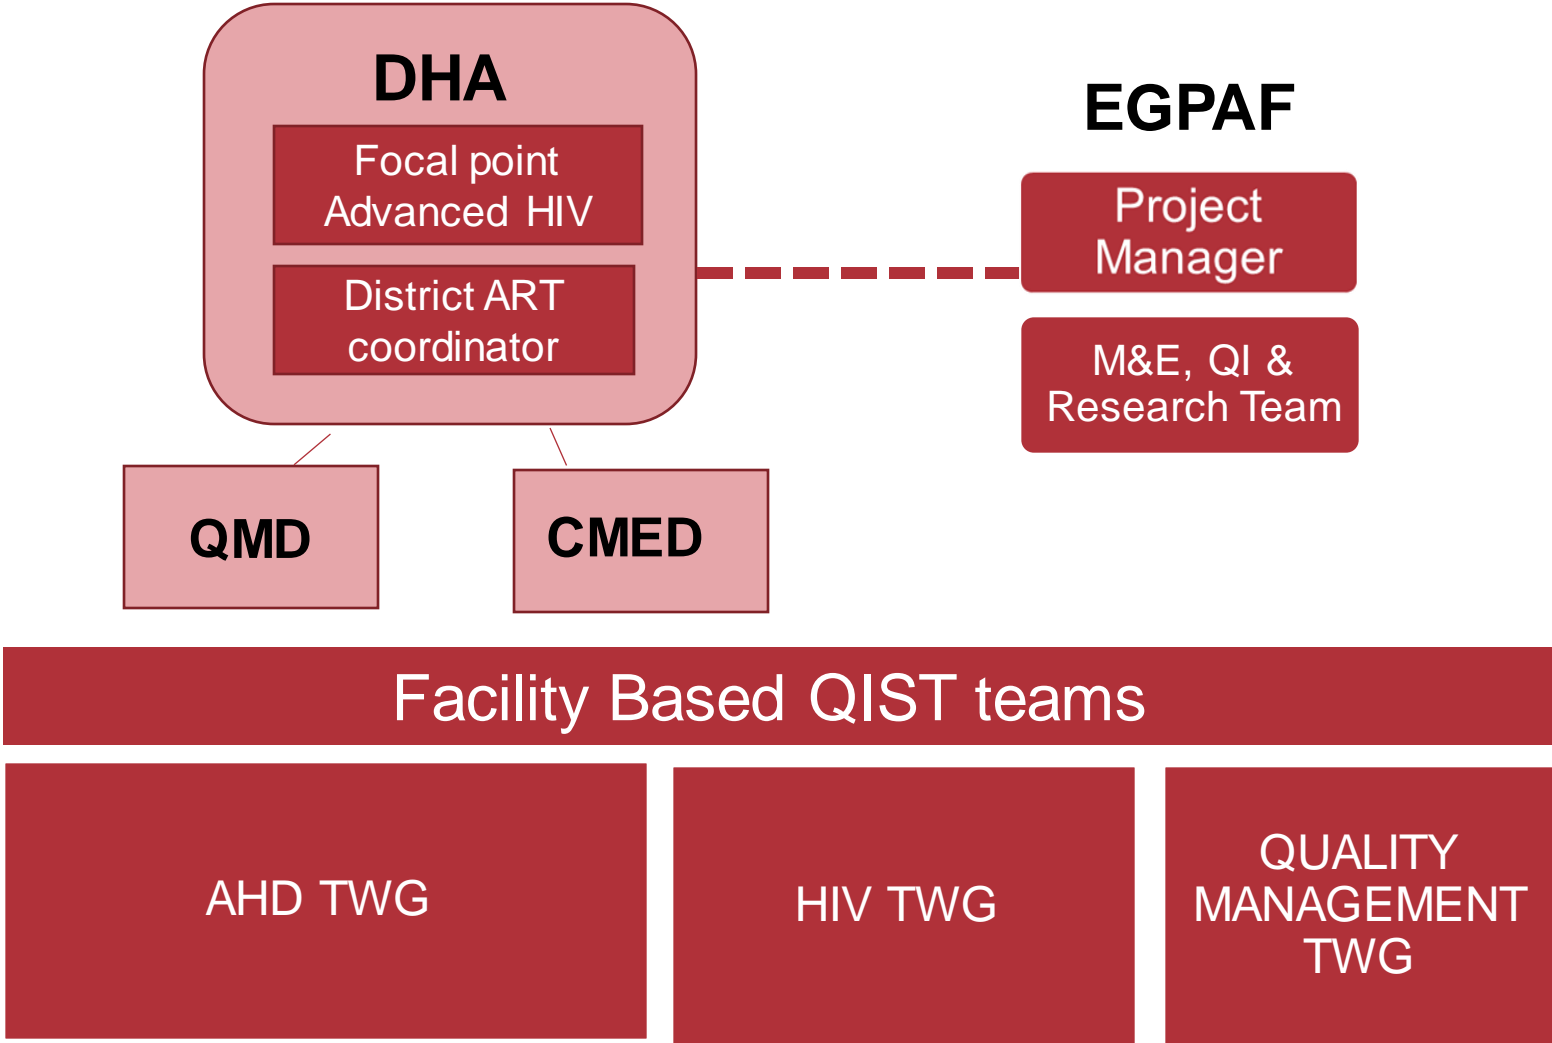 DHA
Focal point
Advanced HIV
District ART
coordinator
EGPAF
Project
Manager
M&E, QI &
Research Team
QMD
CMED
Facility Based QIST teams
AHD TWG
HIV TWG
QUALITY
MANAGEMENT
TWG